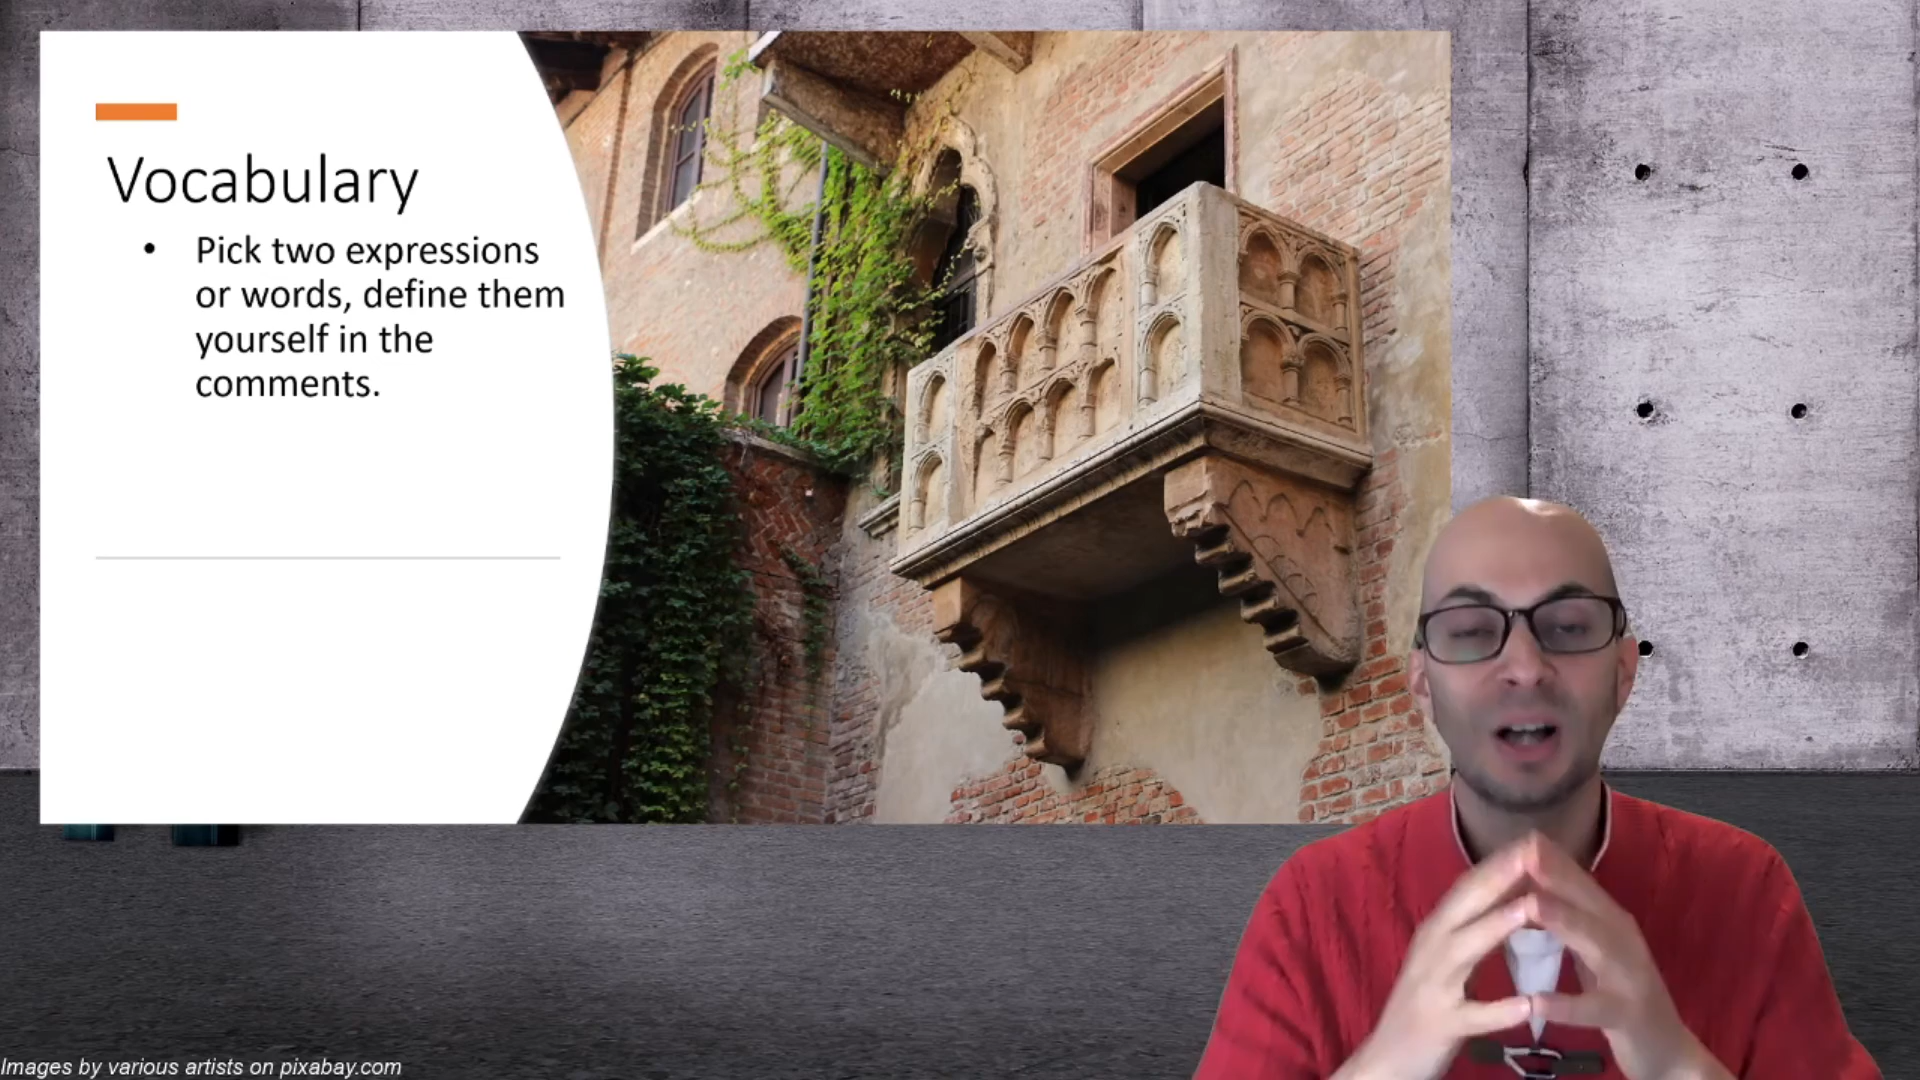 Vocabulary
• Pick two expressions
or words, define them
yourself in the
comments.
Images by various artists on pixabay.com